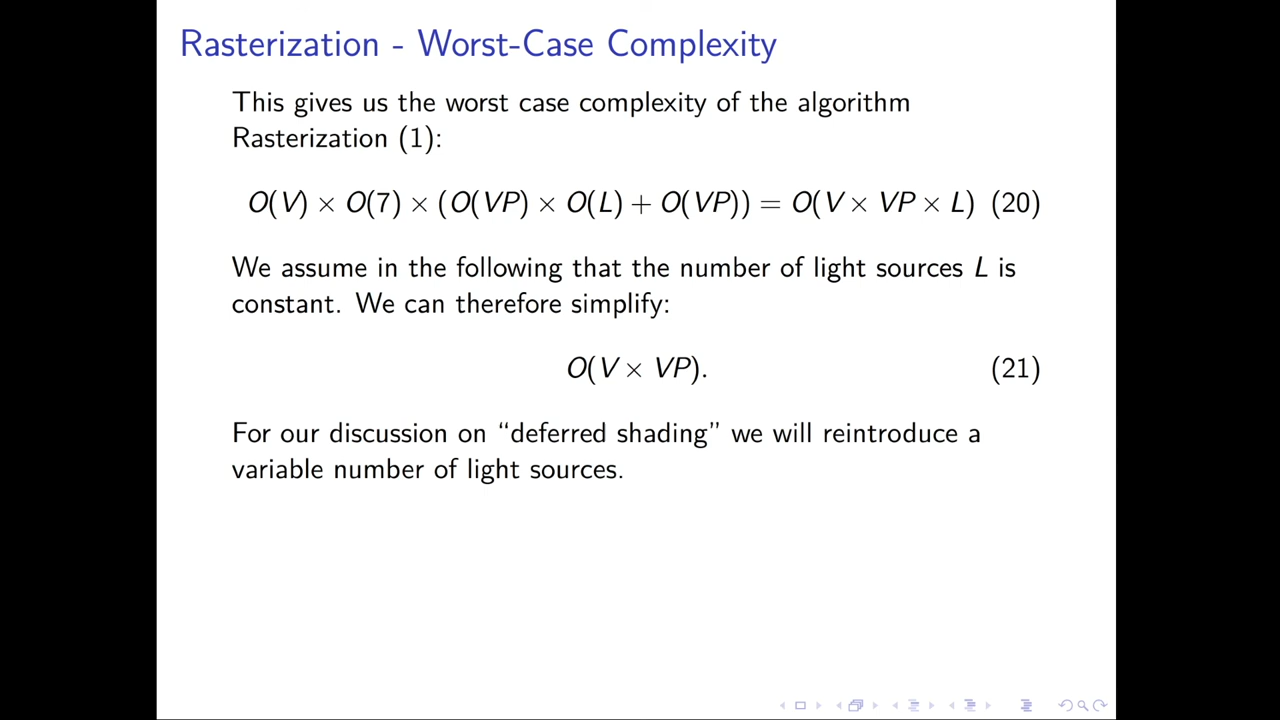 Rasterization - Worst-Case Complexity
This gives us the worst case complexity of the algorithm
Rasterization (1):
O(V) × O(7) × (O(VP) × O(L) + O(VP)) = O(V × VP × L) (20)
We assume in the following that the number of light sources L is
constant. We can therefore simplify:
O(V × VP). (21)
For our discussion on “deferred shading” we will reintroduce a
variable number of light sources.